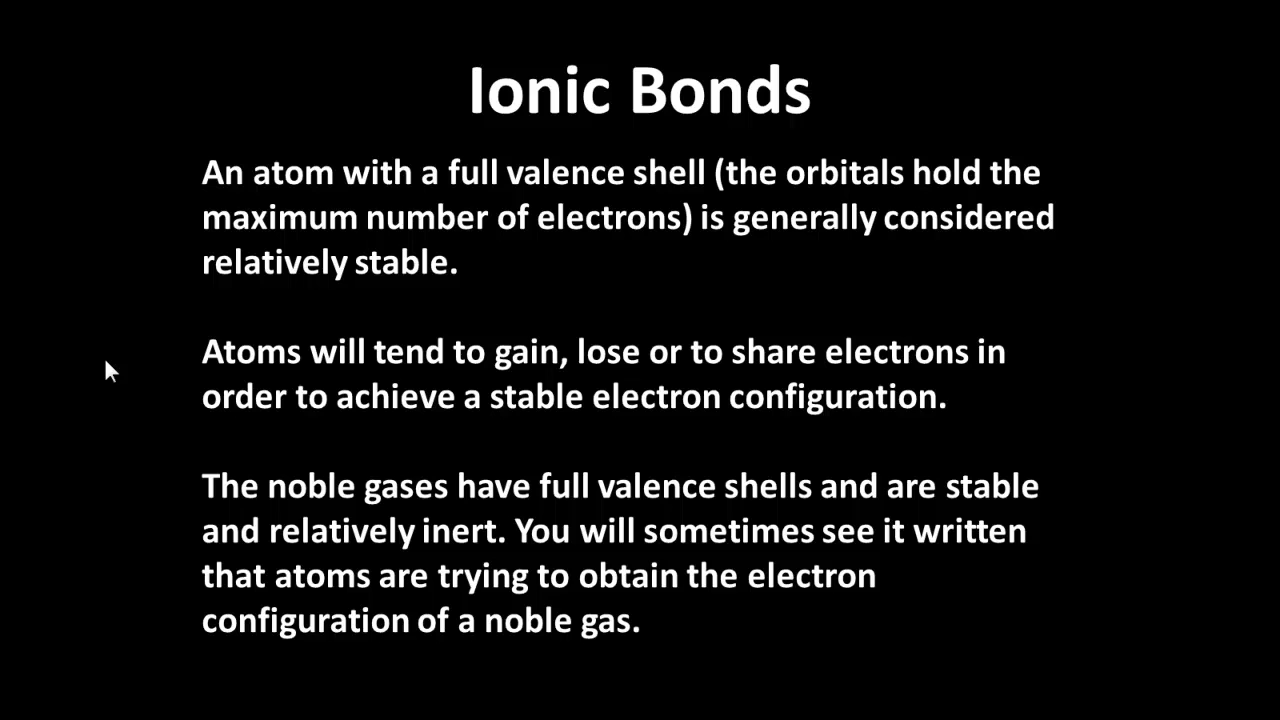 Ionic Bonds
An atom with a full valence shell (the orbitals hold the
maximum number of electrons) is generally considered
relatively stable.
Atoms will tend to gain, lose or to share electrons in
order to achieve a stable electron configuration.
The noble gases have full valence shells and are stable
and relatively inert. You will sometimes see it written
that atoms are trying to obtain the electron
configuration of a noble gas.